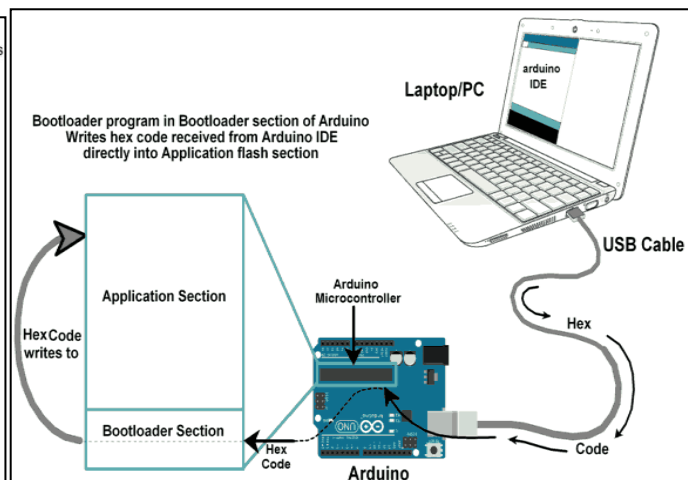 s
Laptop/PC
arduino
IDE
Bootloader program in Bootloader section of Arduino
Writes hex code received from Arduino IDE
directly into Application flash section
USB Cable
Arduino
Microcontroller
Application Section
Hex Code
writes to
Hex
Bootloader Section
Hex
Code
UNO
Code
Arduino